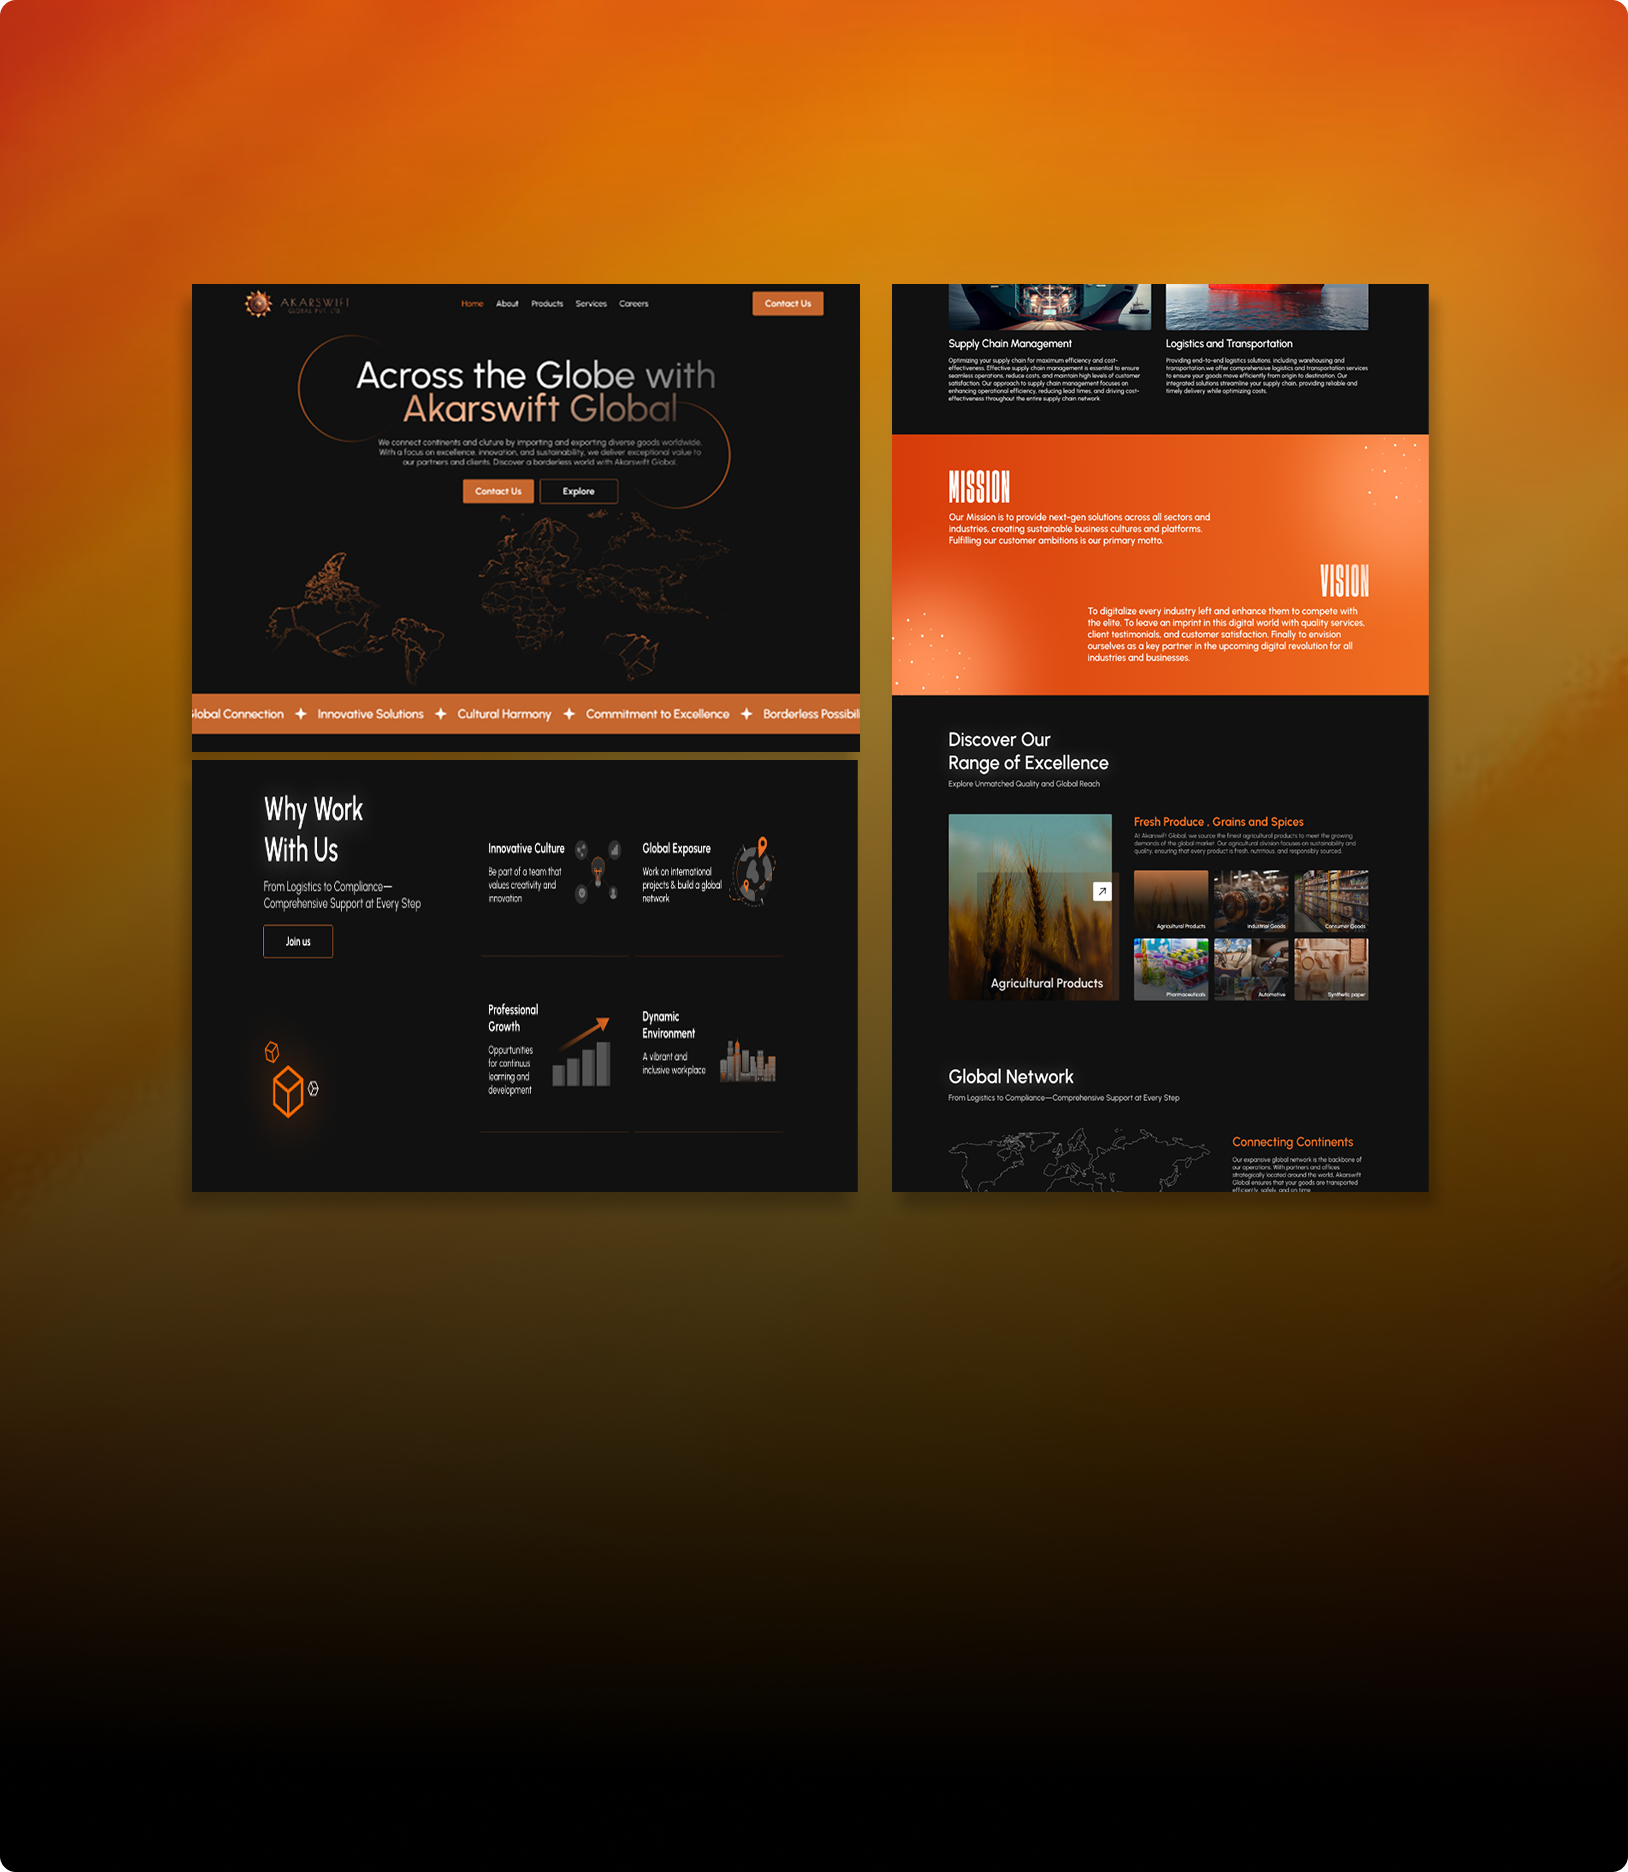 AKARSWIFT
GLOBAL PVT. LTD.
Home About Products Services Careers
Contact Us
Across the Globe with
Akarswift Global
We connect continents and cluture by importing and exporting diverse goods worldwide.
With a focus on excellence, innovation, and sustainability, we deliver exceptional value to
our partners and clients. Discover a borderless world with Akarswift Global.
Contact Us Explore
lobal Connection Innovative Solutions Cultural Harmony Commitment to Excellence Borderless Possibili
Why Work
With Us
From Logistics to Compliance—
Comprehensive Support at Every Step
Join us
Innovative Culture
Be part of a team that
values creativity and
innovation
Global Exposure
Work on international
projects & build a global
network
Professional
Growth
Oppurtunities
for continuus
learning and
development
Dynamic
Environment
A vibrant and
inclusive workplace
Supply Chain Management
Optimizing your supply chain for maximum efficiency and cost-
effectiveness. Effective supply chain management is essential to ensure
seamless operations, reduce costs, and maintain high levels of customer
satisfaction. Our approach to supply chain management focuses on
enhancing operational efficiency, reducing lead times, and driving cost-
effectiveness throughout the entire supply chain network.
Logistics and Transportation
Providing end-to-end logistics solutions, including warehousing and
transportation.we offer comprehensive logistics and transportation services
to ensure your goods move efficiently from origin to destination. Our
integrated solutions streamline your supply chain, providing reliable and
timely delivery while optimizing costs.
MISSION
Our Mission is to provide next-gen solutions across all sectors and
industries, creating sustainable business cultures and platforms.
Fulfilling our customer ambitions is our primary motto.
VISION
To digitalize every industry left and enhance them to compete with
the elite. To leave an imprint in this digital world with quality services,
client testimonials, and customer satisfaction. Finally to envision
ourselves as a key partner in the upcoming digital revolution for all
industries and businesses.
Discover Our
Range of Excellence
Explore Unmatched Quality and Global Reach
Agricultural Products
Fresh Produce , Grains and Spices
At Akarswift Global, we source the finest agricultural products to meet the growing
demands of the global market. Our agricultural division focuses on sustainability and
quality, ensuring that every product is fresh, nutritious, and responsibly sourced.
Agricultural Products Industrial Goods Consumer Goods
Pharmaceuticals Automotive Synthetic paper
Global Network
From Logistics to Compliance—Comprehensive Support at Every Step
Connecting Continents
Our expansive global network is the backbone of
our operations. With partners and offices
strategically located around the world, Akarswift
Global ensures that your goods are transported
efficiently, safely, and on time